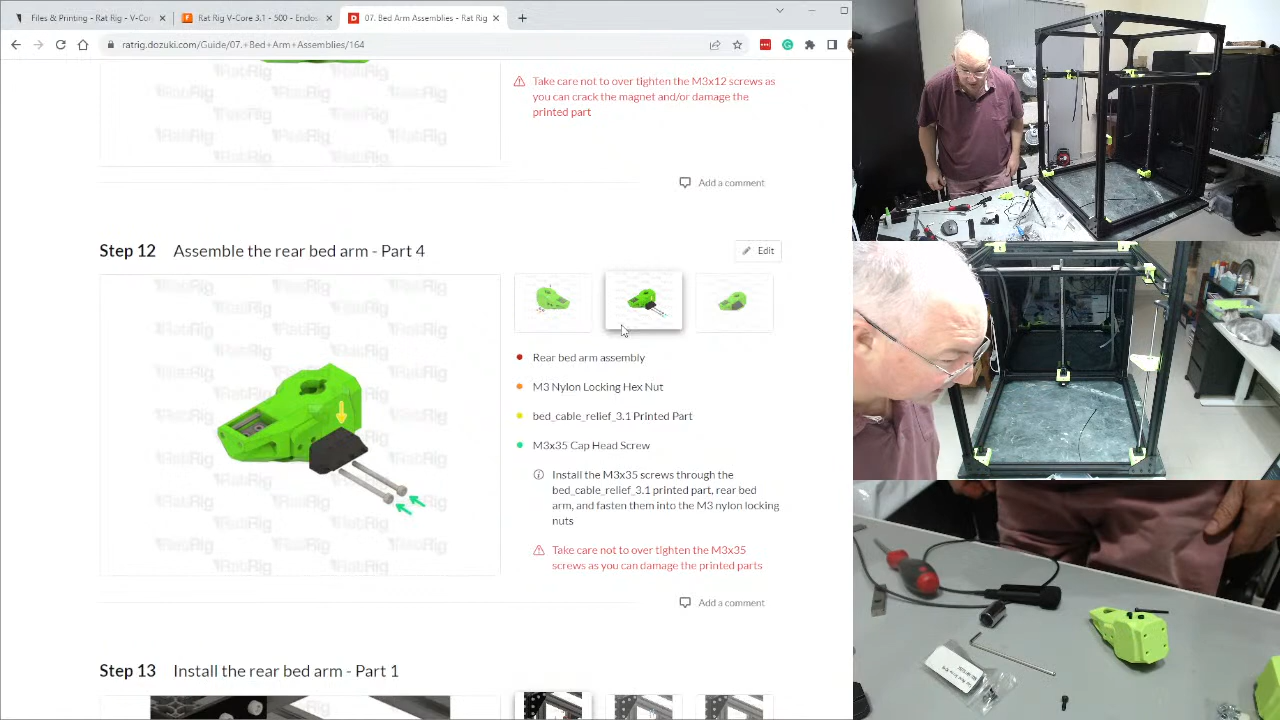 Files & Printing - Rat Rig V-Co
Rat Rig V-Core 3.1 - 500 - Endos
07. Bed Arm Assemblies - Rat Rig
ratrig.dozuki.com/Guide/07.+Bed+Arm+Assemblies/164
Take care not to over tighten the M3x12 screws as
you can crack the magnet and/or damage the
printed part
Add a comment
Step 12 Assemble the rear bed arm - Part 4
Edit
Rear bed arm assembly
M3 Nylon Locking Hex Nut
bed_cable_relief_3.1 Printed Part
M3x35 Cap Head Screw
Install the M3x35 screws through the
bed_cable_relief_3.1 printed part, rear bed
arm, and fasten them into the M3 nylon locking
nuts
Take care not to over tighten the M3x35
screws as you can damage the printed parts
Add a comment
Step 13 Install the rear bed arm - Part 1